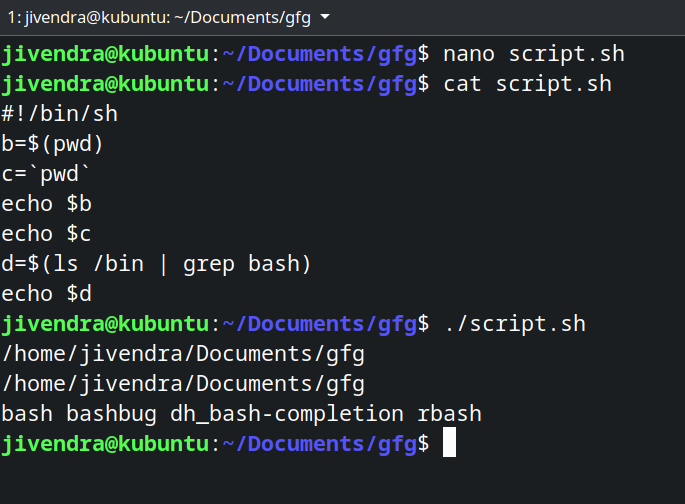 1: jivendra@kubuntu: ~/Documents/gfg
jivendra@kubuntu:~/Documents/gfg$ nano script.sh
jivendra@kubuntu:~/Documents/gfg$ cat script.sh
#!/bin/sh
b=$(pwd)
c=`pwd`
echo $b
echo $c
d=$(ls /bin | grep bash)
echo $d
jivendra@kubuntu:~/Documents/gfg$ ./script.sh
/home/jivendra/Documents/gfg
/home/jivendra/Documents/gfg
bash bashbug dh_bash-completion rbash
jivendra@kubuntu:~/Documents/gfg$